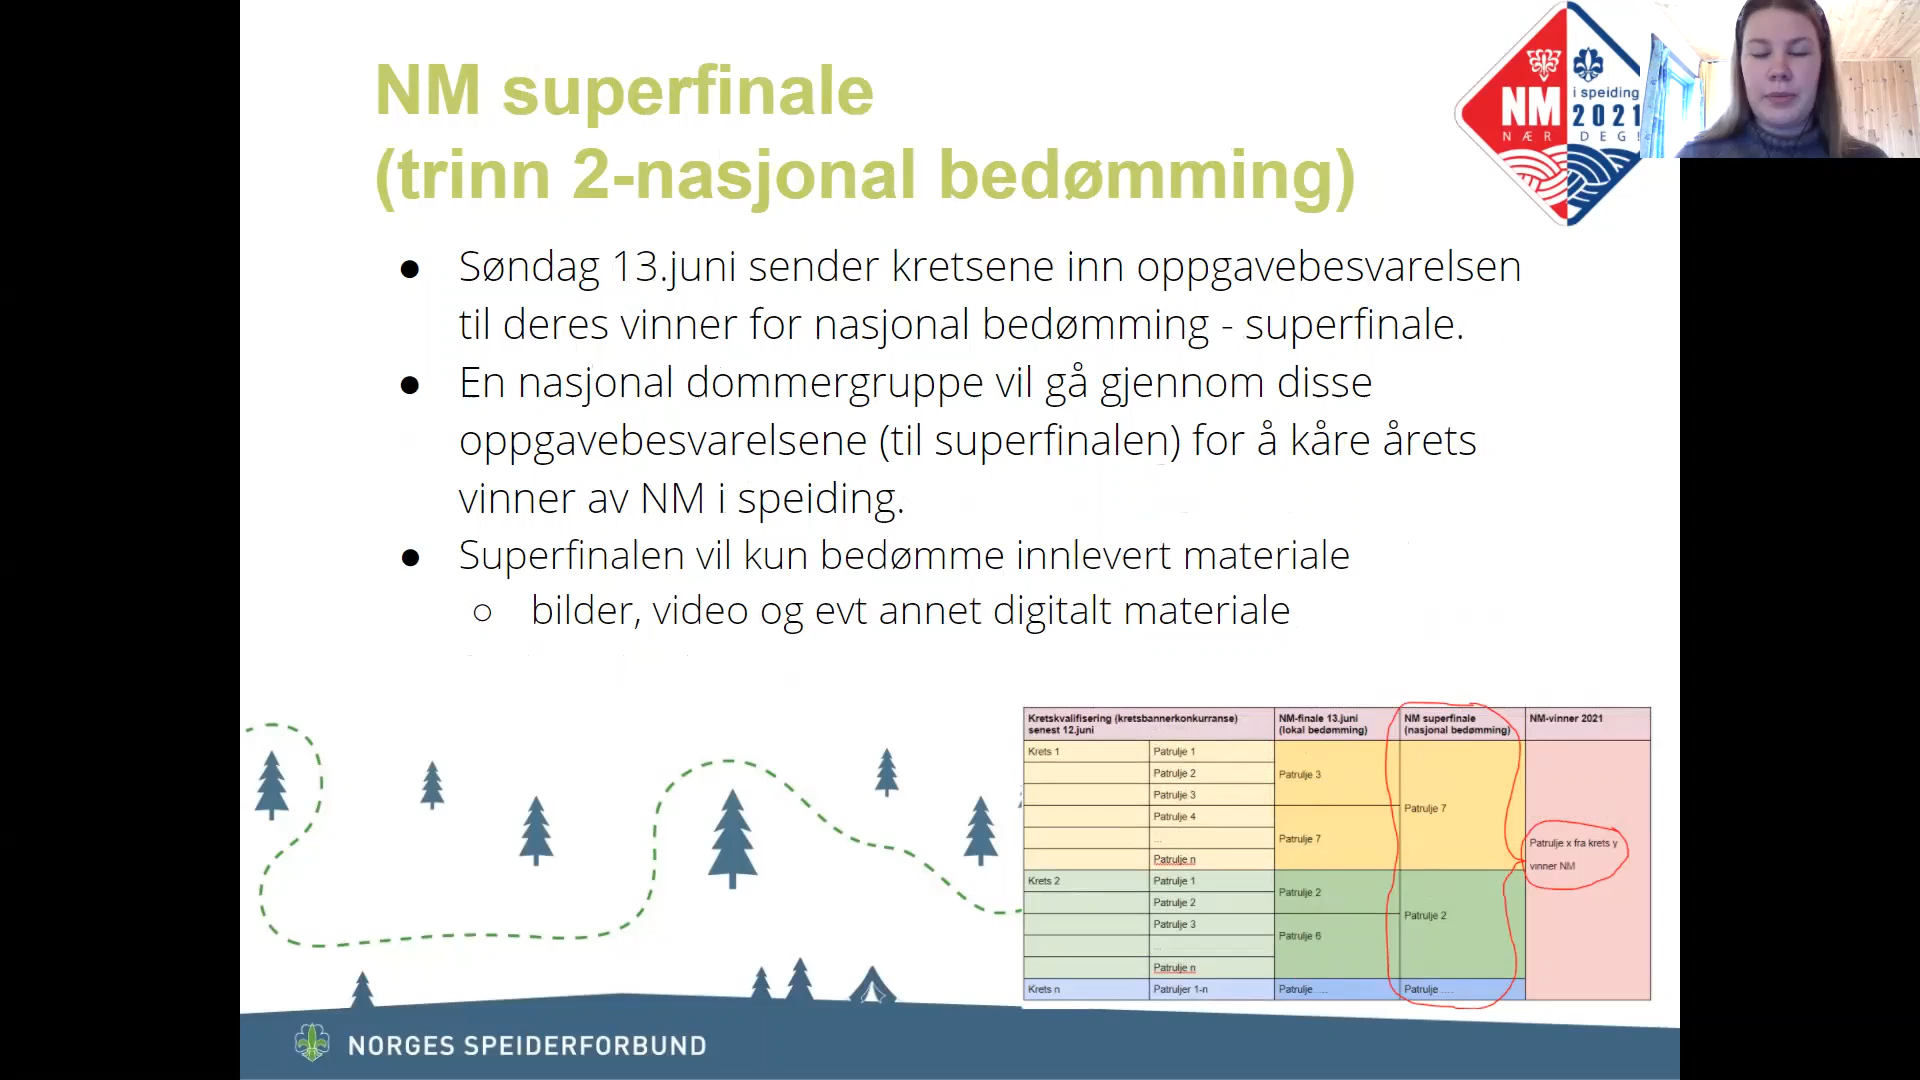 NM superfinale
(trinn 2-nasjonal bedømming)
NM
NÆR
i speiding
2021
DEG!
● Søndag 13.juni sender kretsene inn oppgavebesvarelsen
til deres vinner for nasjonal bedømming - superfinale.
● En nasjonal dommergruppe vil gå gjennom disse
oppgavebesvarelsene (til superfinalen) for å kåre årets
vinner av NM i speiding.
● Superfinalen vil kun bedømme innlevert materiale
○ bilder, video og evt annet digitalt materiale
Kretskvalifisering (kretsbannerkonkurranse)
senest 12.juni
NM-finale 13.juni
(lokal bedømming)
NM superfinale
(nasjonal bedømming)
NM-vinner 2021
Krets 1
Patrulje 1
Patrulje 2
Patrulje 3
Patrulje 4
...
Patrulje n
Patrulje 3
Patrulje 7
Patrulje 7
Krets 2
Patrulje 1
Patrulje 2
Patrulje 3
...
Patrulje n
Patrulje 2
Patrulje 6
Patrulje 2
Patrulje x fra krets y
vinner NM
Krets n
Patruljer 1-n
Patrulje ....
Patrulje ....
NORGES SPEIDERFORBUND